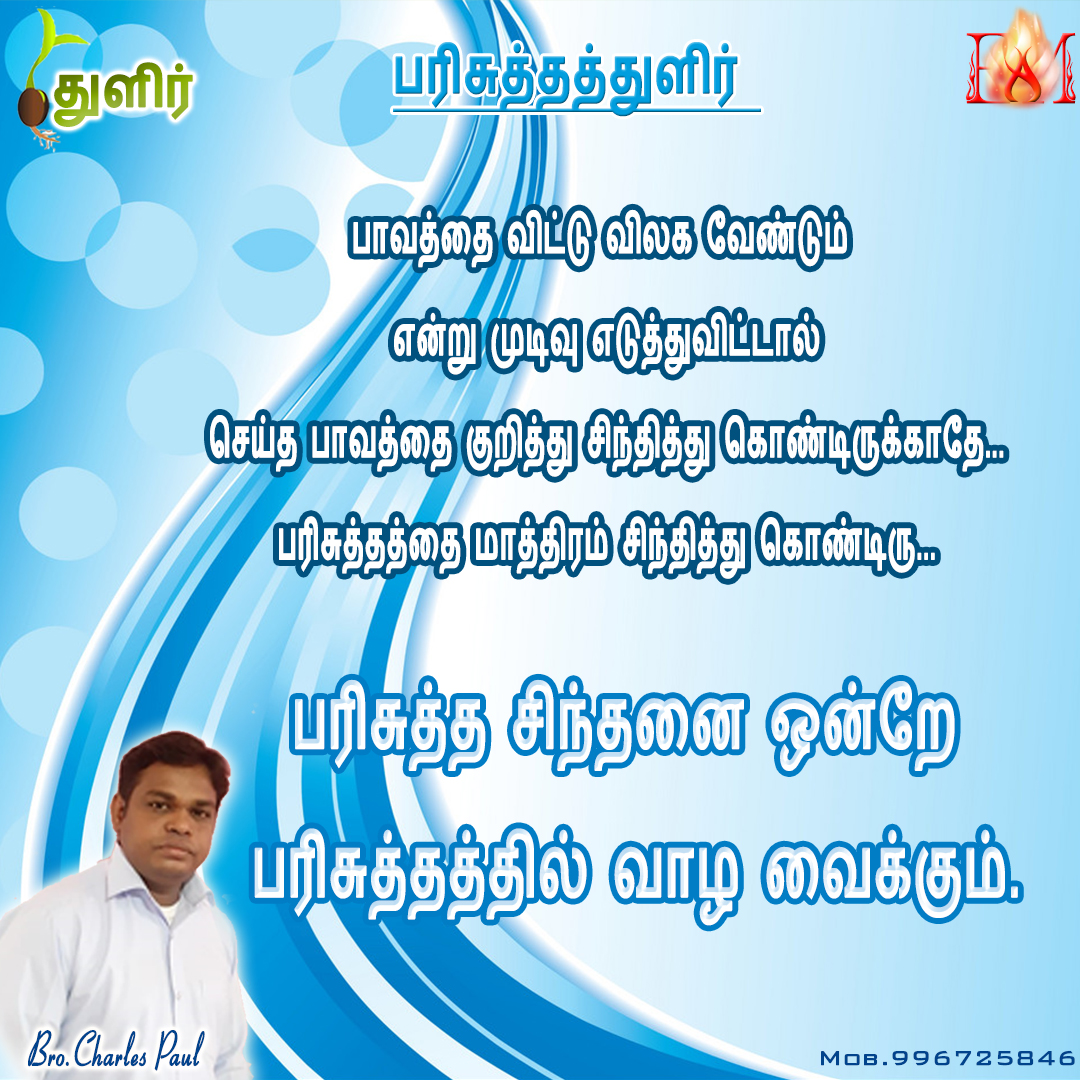 துளிர்
பரிசுத்தத்துளிர்
பாவத்தை விட்டு விலக வேண்டும்
என்று முடிவு எடுத்துவிட்டால்
செய்த பாவத்தை குறித்து சிந்தித்து கொண்டிருக்காதே...
பரிசுத்தத்தை மாத்திரம் சிந்தித்து கொண்டிரு...
பரிசுத்த சிந்தனை ஒன்றே
பரிசுத்தத்தில் வாழ வைக்கும்.
Bro.Charles Paul
Mob.996725846